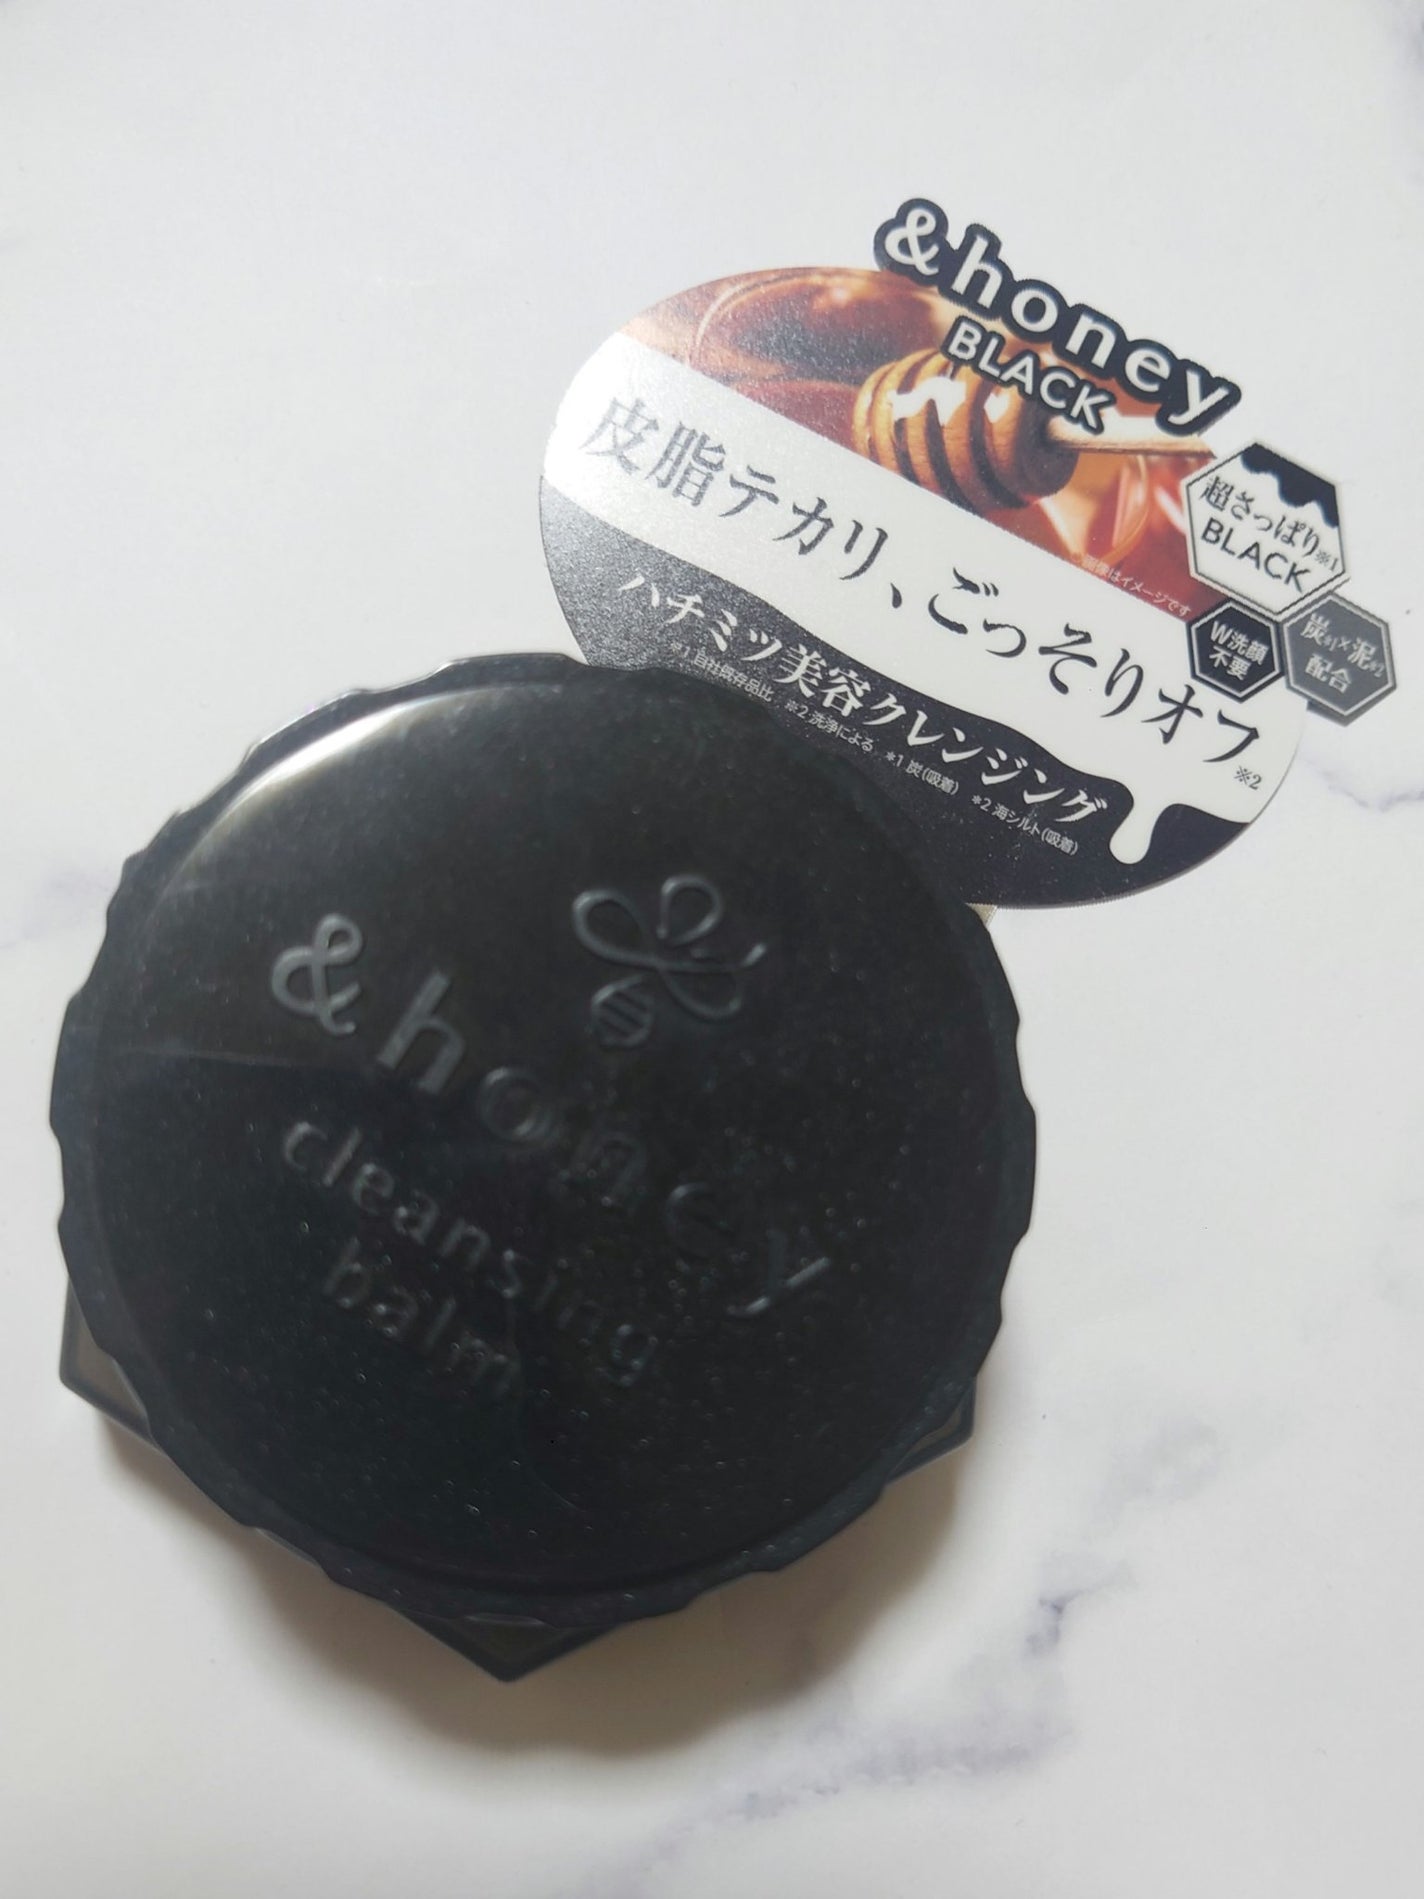 &honey
BLACK
超さっぱり※1
BLACK
W洗顔
不要
炭*1×泥*2
配合
画像はイメージです
皮脂テカリ、ごっそりオフ※2
ハチミツ美容クレンジング
※1 自社既存品比 ※2 洗浄による *1 炭(吸着) *2 海シルト(吸着)
&honey
cleansing
balm